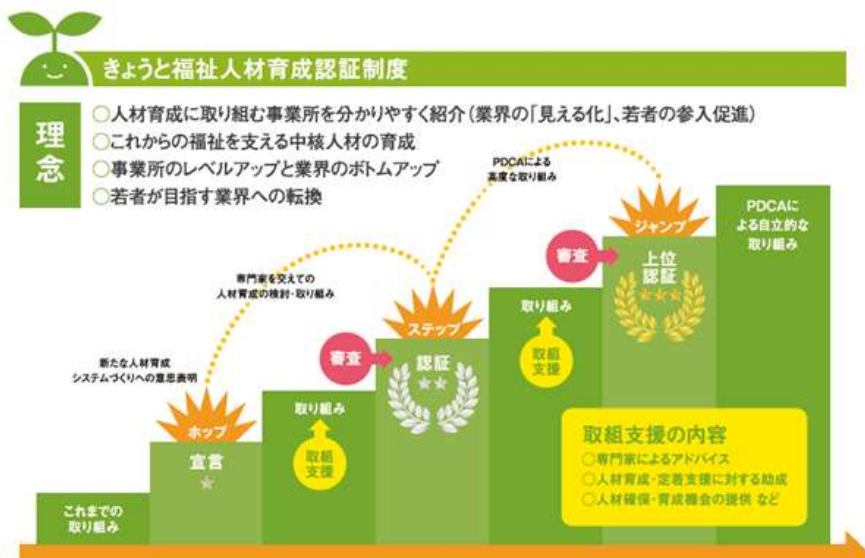 きょうと福祉人材育成認証制度
理念
○人材育成に取り組む事業所を分かりやすく紹介(業界の「見える化」、若者の参入促進)
○これからの福祉を支える中核人材の育成
○事業所のレベルアップと業界のボトムアップ
○若者が目指す業界への転換
PDCAによる
高度な取り組み
ジャンプ
PDCAに
よる自立的な
取り組み
審査
上位
認証
専門家を交えての
人材育成の検討・取り組み
ステップ
取り組み
審査
認証
取組
支援
新たな人材育成
システムづくりへの意思表明
ホップ
取り組み
宣言
取組
支援
取組支援の内容
○専門家によるアドバイス
○人材育成・定着支援に対する助成
○人材確保・育成機会の提供 など
これまでの
取り組み